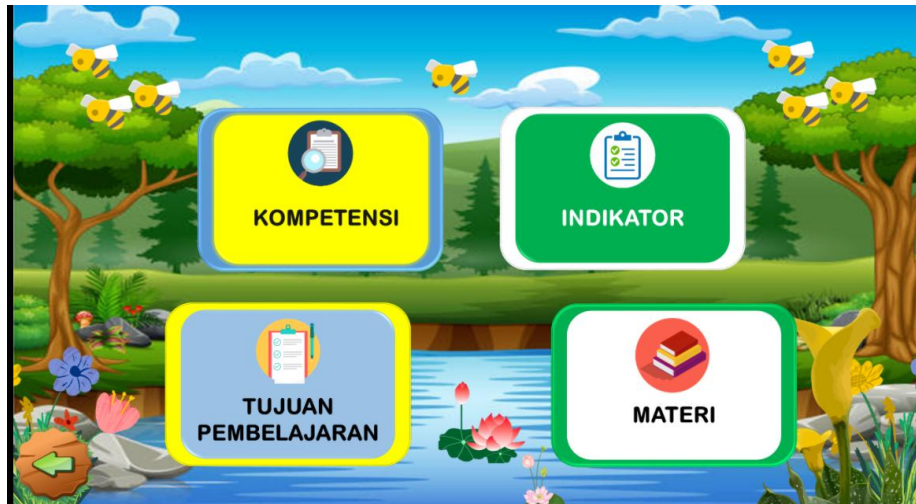 KOMPETENSI
INDIKATOR
TUJUAN
PEMBELAJARAN
MATERI